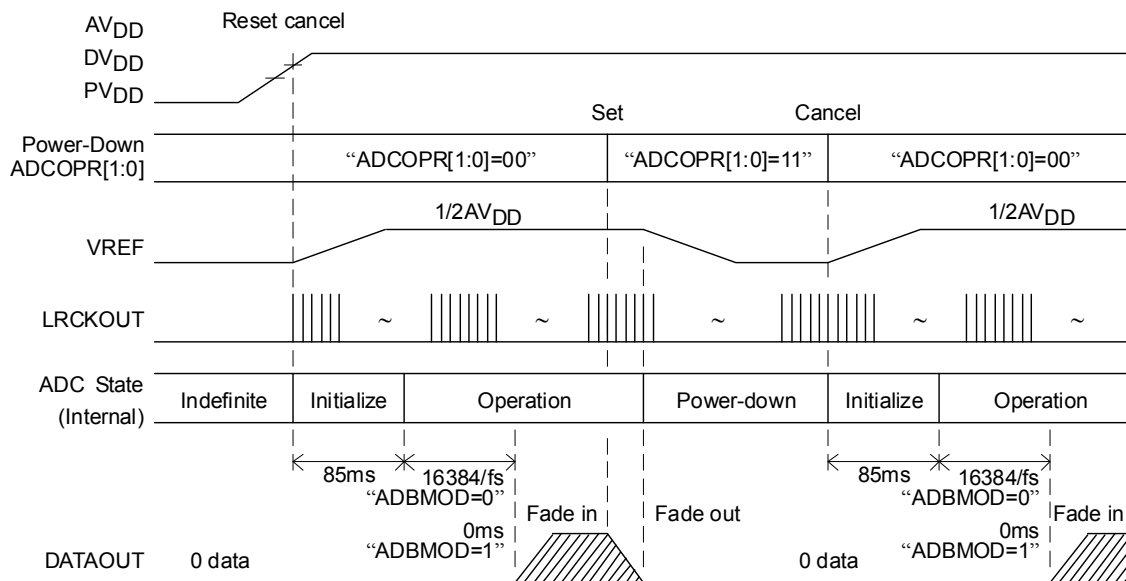 AVDD
Reset cancel
DVDD
PVDD
Set
Cancel
Power-Down
ADCOPR[1:0]
“ADCOPR[1:0]=00”
“ADCOPR[1:0]=11”
“ADCOPR[1:0]=00”
1/2AVDD
1/2AVDD
VREF
LRCKOUT
~
~
~
~
~
ADC State
(Internal)
Indefinite
Initialize
Operation
Power-down
Initialize
Operation
85ms
16384/fs
“ADBMOD=0”
85ms
16384/fs
“ADBMOD=0”
Fade in
Fade out
Fade in
0ms
“ADBMOD=1”
0ms
“ADBMOD=1”
DATAOUT
0 data
0 data